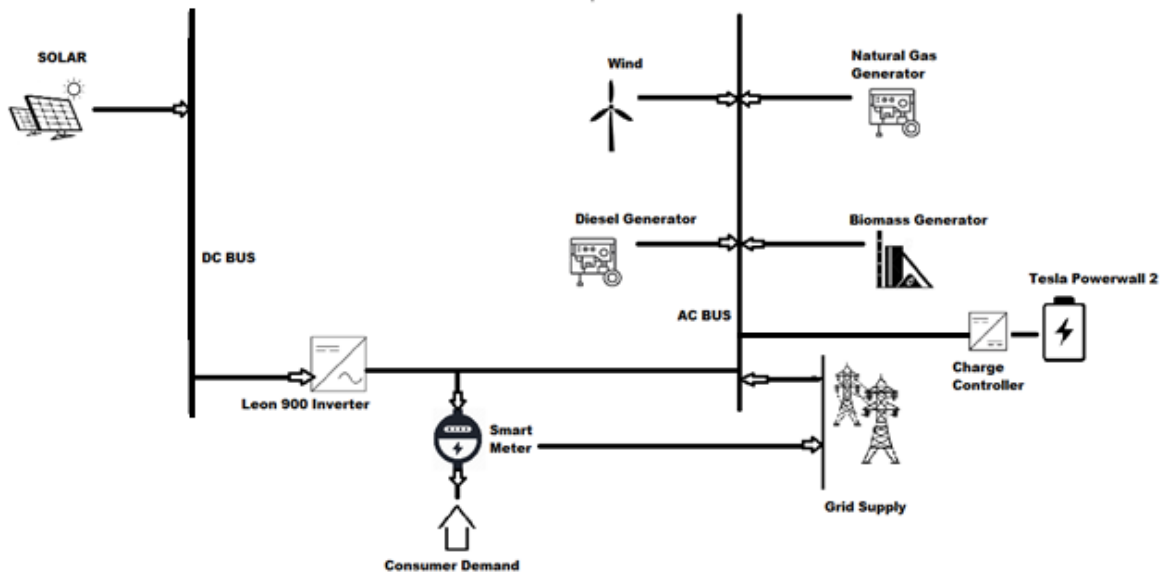 SOLAR
Wind
Natural Gas
Generator
Diesel Generator
Biomass Generator
DC BUS
Tesla Powerwall 2
AC BUS
Charge
Controller
Leon 900 Inverter
Smart
Meter
Grid Supply
Consumer Demand